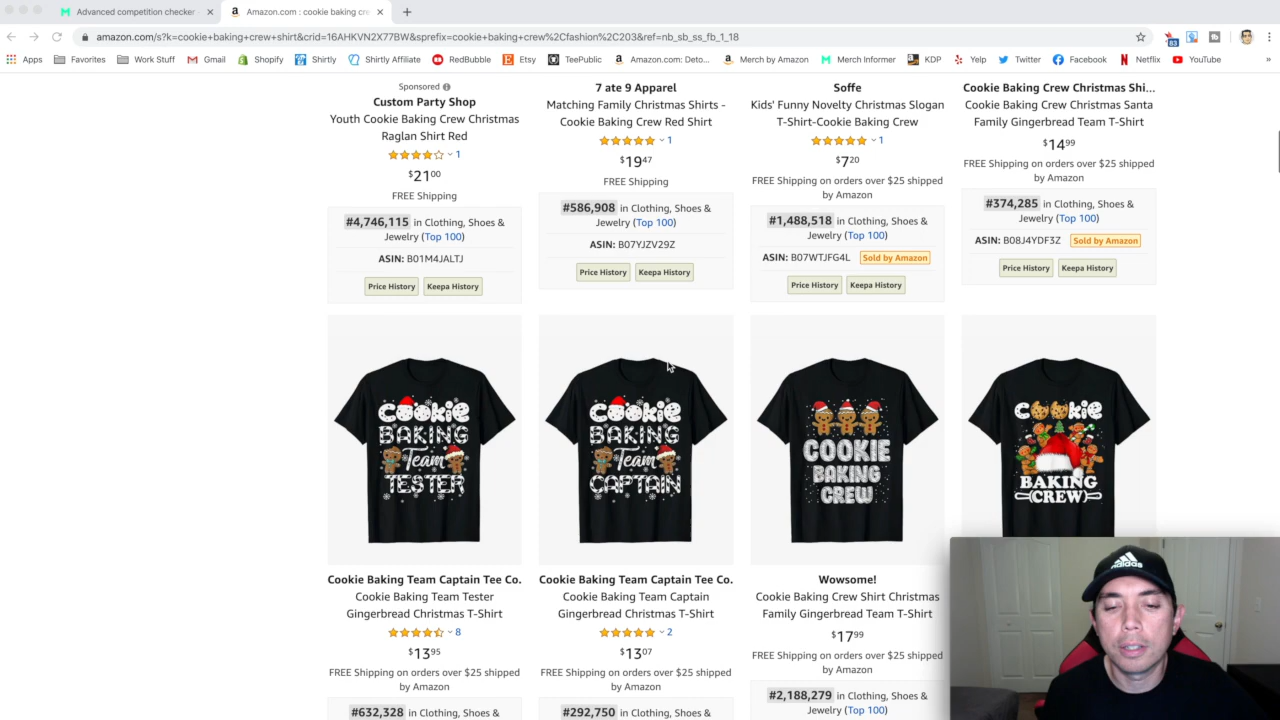 Advanced competition checker
Amazon.com : cookie baking cre
amazon.com/s?k=cookie+baking+crew+shirt&crid=16AHKVN2X77BW&sprefix=cookie+baking+crew%2Cfashion%2C203&ref=nb_sb_ss_fb_1_18
83
Apps Favorites Work Stuff Gmail Shopify Shirtly Shirtly Affiliate RedBubble Etsy TeePublic Amazon.com: Deto... Merch by Amazon Merch Informer KDP Yelp Twitter Facebook Netflix YouTube »
Sponsored
Custom Party Shop
Youth Cookie Baking Crew Christmas
Raglan Shirt Red
1
$21 00
FREE Shipping
#4,746,115 in Clothing, Shoes &
Jewelry (Top 100)
ASIN: B01M4JALTJ
Price History Keepa History
7 ate 9 Apparel
Matching Family Christmas Shirts -
Cookie Baking Crew Red Shirt
1
$19 47
FREE Shipping
#586,908 in Clothing, Shoes &
Jewelry (Top 100)
ASIN: B07YJZV29Z
Price History Keepa History
Soffe
Kids' Funny Novelty Christmas Slogan
T-Shirt-Cookie Baking Crew
1
$7 20
FREE Shipping on orders over $25 shipped
by Amazon
#1,488,518 in Clothing, Shoes &
Jewelry (Top 100)
ASIN: B07WTJFG4L Sold by Amazon
Price History Keepa History
Cookie Baking Crew Christmas Shi...
Cookie Baking Crew Christmas Santa
Family Gingerbread Team T-Shirt
$14 99
FREE Shipping on orders over $25 shipped
by Amazon
#374,285 in Clothing, Shoes &
Jewelry (Top 100)
ASIN: B08J4YDF3Z Sold by Amazon
Price History Keepa History
COOKIE
BAKING
Team
TESTER
Cookie Baking Team Captain Tee Co.
Cookie Baking Team Tester
Gingerbread Christmas T-Shirt
8
$13 95
FREE Shipping on orders over $25 shipped
by Amazon
#632,328 in Clothing, Shoes &
COOKIE
BAKING
Team
CAPTAIN
Cookie Baking Team Captain Tee Co.
Cookie Baking Team Captain
Gingerbread Christmas T-Shirt
2
$13 07
FREE Shipping on orders over $25 shipped
by Amazon
#292,750 in Clothing, Shoes &
COOKIE
BAKING
CREW
Wowsome!
Cookie Baking Crew Shirt Christmas
Family Gingerbread Team T-Shirt
$17 99
FREE Shipping on orders over $25 shipped
by Amazon
#2,188,279 in Clothing, Shoes &
Jewelry (Top 100)
COOKIE
BAKING
CREW
adidas